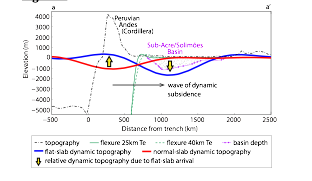 a
a'
Peruvian
Andes
(Cordillera)
Sub-Acre/Solimões
Basin
wave of dynamic
subsidence
Elevation (m)
4000
3000
2000
1000
0
−1000
−2000
−3000
−4000
−5000
−500
0
500
1000
1500
2000
2500
Distance from trench (km)
topography
flexure 25km Te
flexure 40km Te
basin depth
flat-slab dynamic topography
normal-slab dynamic topography
relative dynamic topography due to flat-slab arrival